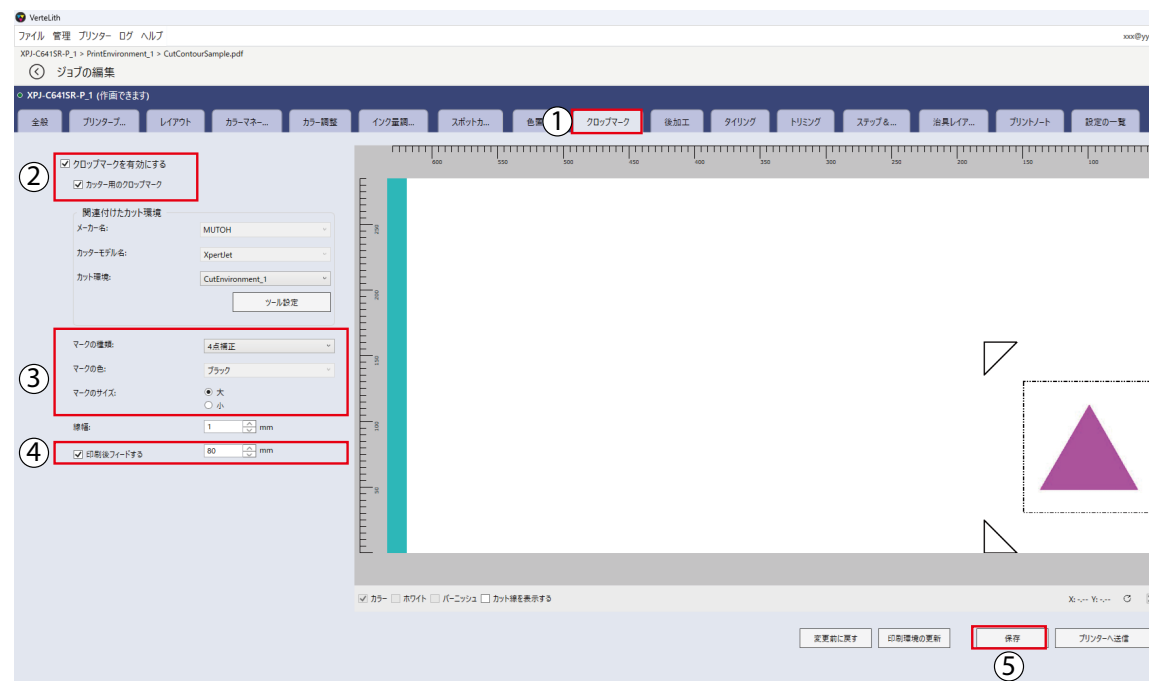 VerteLith
ファイル 管理 プリンター ログ ヘルプ
xxx@yy
XPJ-C641SR-P_1 > PrintEnvironment_1 > CutContourSample.pdf
ジョブの編集
XPJ-C641SR-P_1 (作画できます)
全般 プリンタープ... レイアウト カラーマネー... カラー調整 インク量調... スポットカ... 色置 ① クロップマーク 後加工 タイリング トリミング ステップ&... 治具レイア... プリントノート 設定の一覧
② クロップマークを有効にする
カッター用のクロップマーク
関連付けたカット環境
メーカー名: MUTOH
カッターモデル名: XpertJet
カット環境: CutEnvironment_1
ツール設定
③
マークの種類: 4点補正
マークの色: ブラック
マークのサイズ: 大
小
線幅: 1 mm
④ 印刷後フィードする 80 mm
600 550 500 450 400 350 300 250 200 150 100
250
200
150
100
50
カラー ホワイト バーニッシュ カット線を表示する
X: -.-- Y: -.--
変更前に戻す 印刷環境の更新 保存 プリンターへ送信
⑤